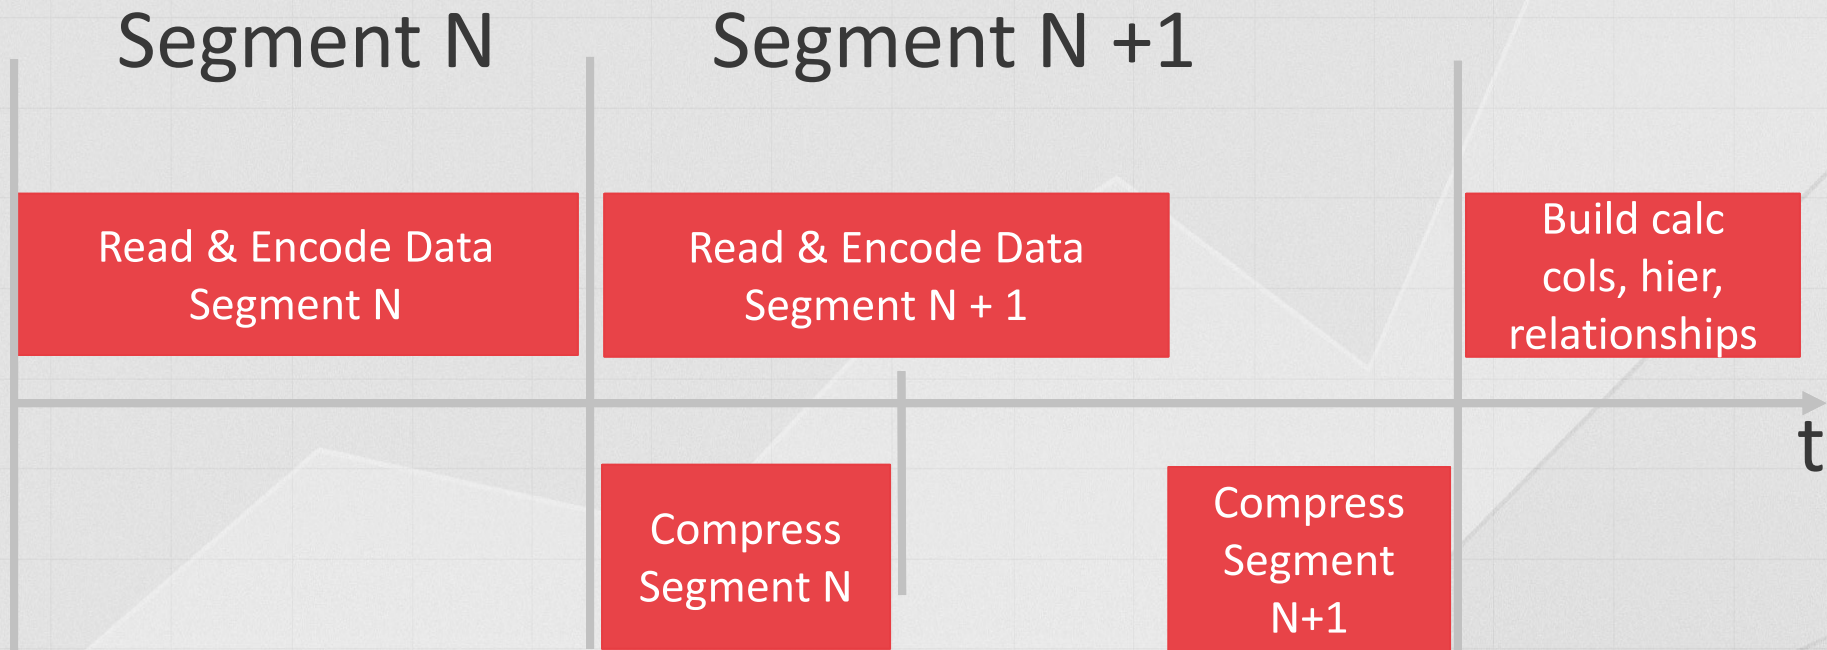 Segment N
Segment N +1
Read & Encode Data
Segment N
Read & Encode Data
Segment N + 1
Build calc
cols, hier,
relationships
t
Compress
Segment N
Compress
Segment
N+1